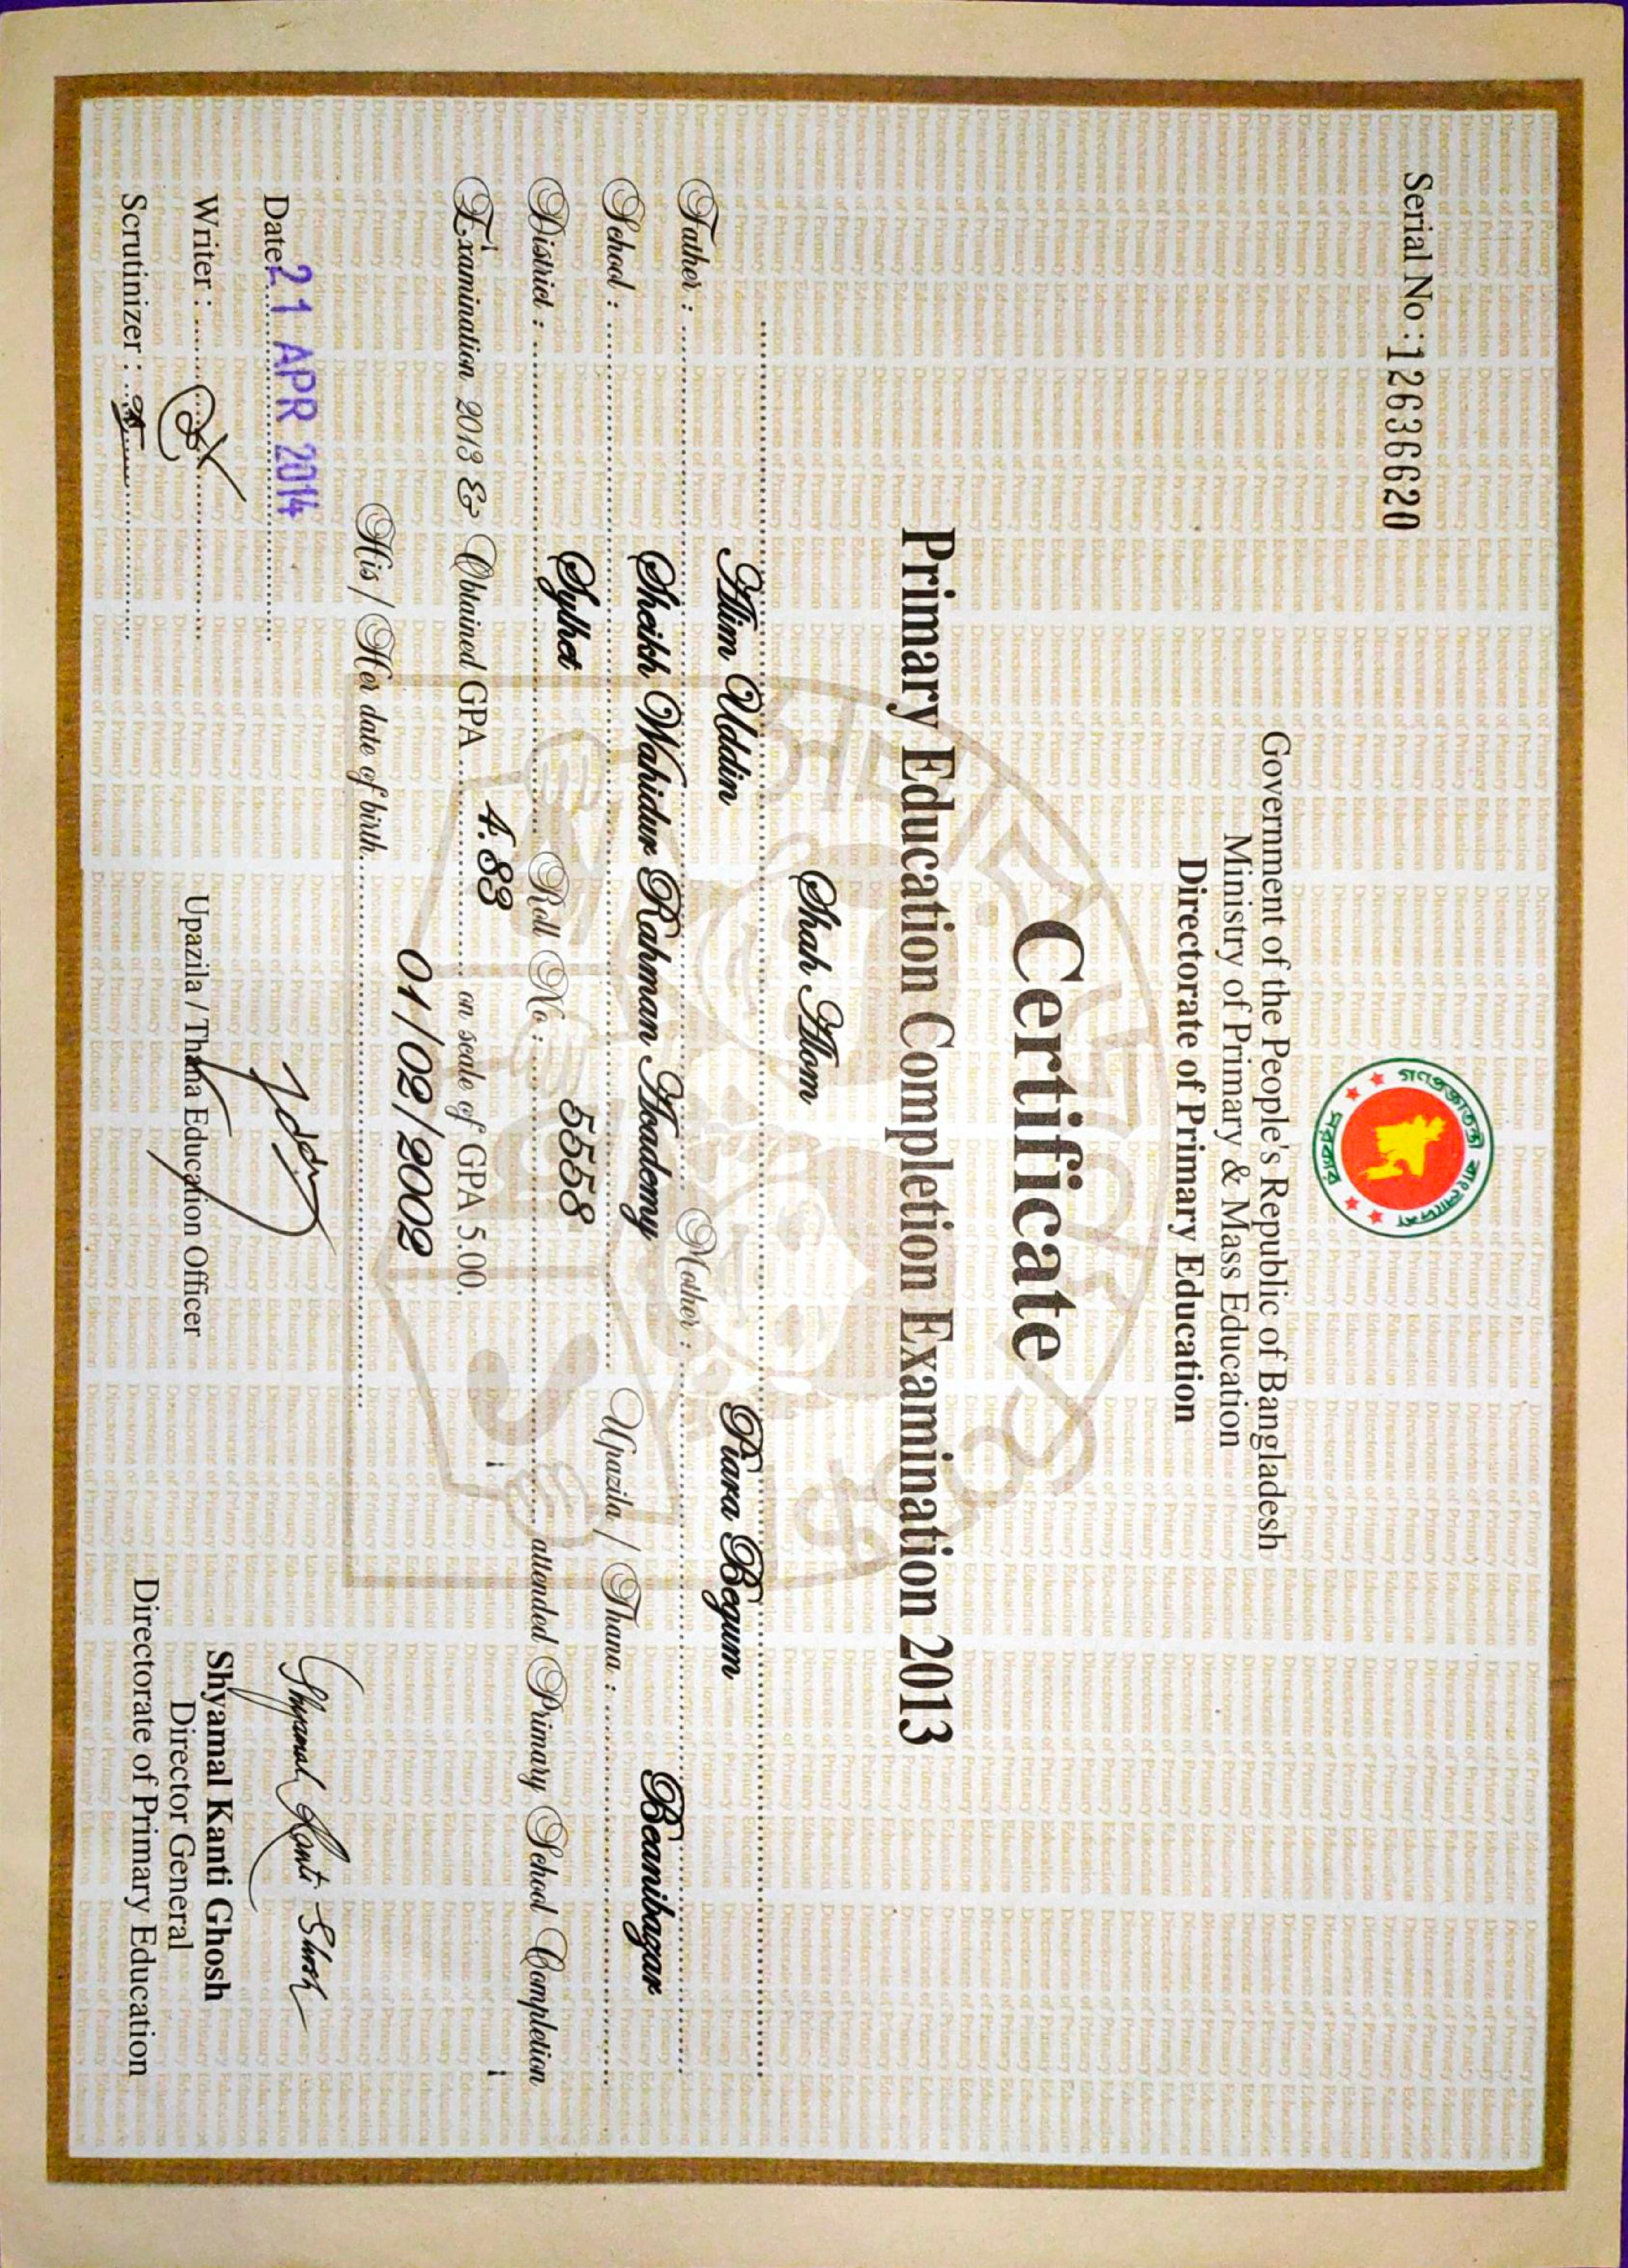 Serial No : 12636620
গণপ্রজাতন্ত্রী বাংলাদেশ
সরকার
Government of the People's Republic of Bangladesh
Ministry of Primary & Mass Education
Directorate of Primary Education
Certificate
Primary Education Completion Examination 2013
Shah Alom
Father : Alim Uddin Mother : Piara Begum
School : Sheikh Wahidur Rahman Academy Upazila / Thana : Beanibazar
District : Sylhet Roll No : 5558 attended Primary School Completion
Examination 2013 & Obtained GPA 4.83 on scale of GPA 5.00.
His / Her date of birth 01/02/2002
Date: 21 APR 2014
Writer :
Scrutinizer :
Upazila / Thana Education Officer
Shyamal Kanti Ghosh
Shyamal Kanti Ghosh
Director General
Directorate of Primary Education